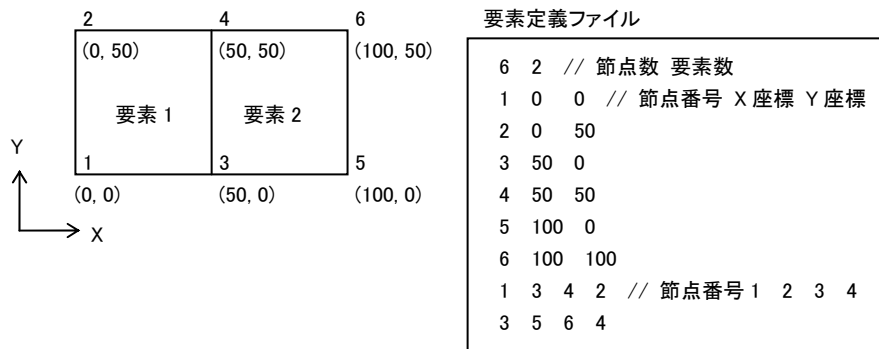 2 4 6
(0, 50) (50, 50) (100, 50)
要素 1 要素 2
Y
1 3 5
(0, 0) (50, 0) (100, 0)
X
要素定義ファイル
6 2 // 節点数 要素数
1 0 0 // 節点番号 X 座標 Y 座標
2 0 50
3 50 0
4 50 50
5 100 0
6 100 100
1 3 4 2 // 節点番号 1 2 3 4
3 5 6 4